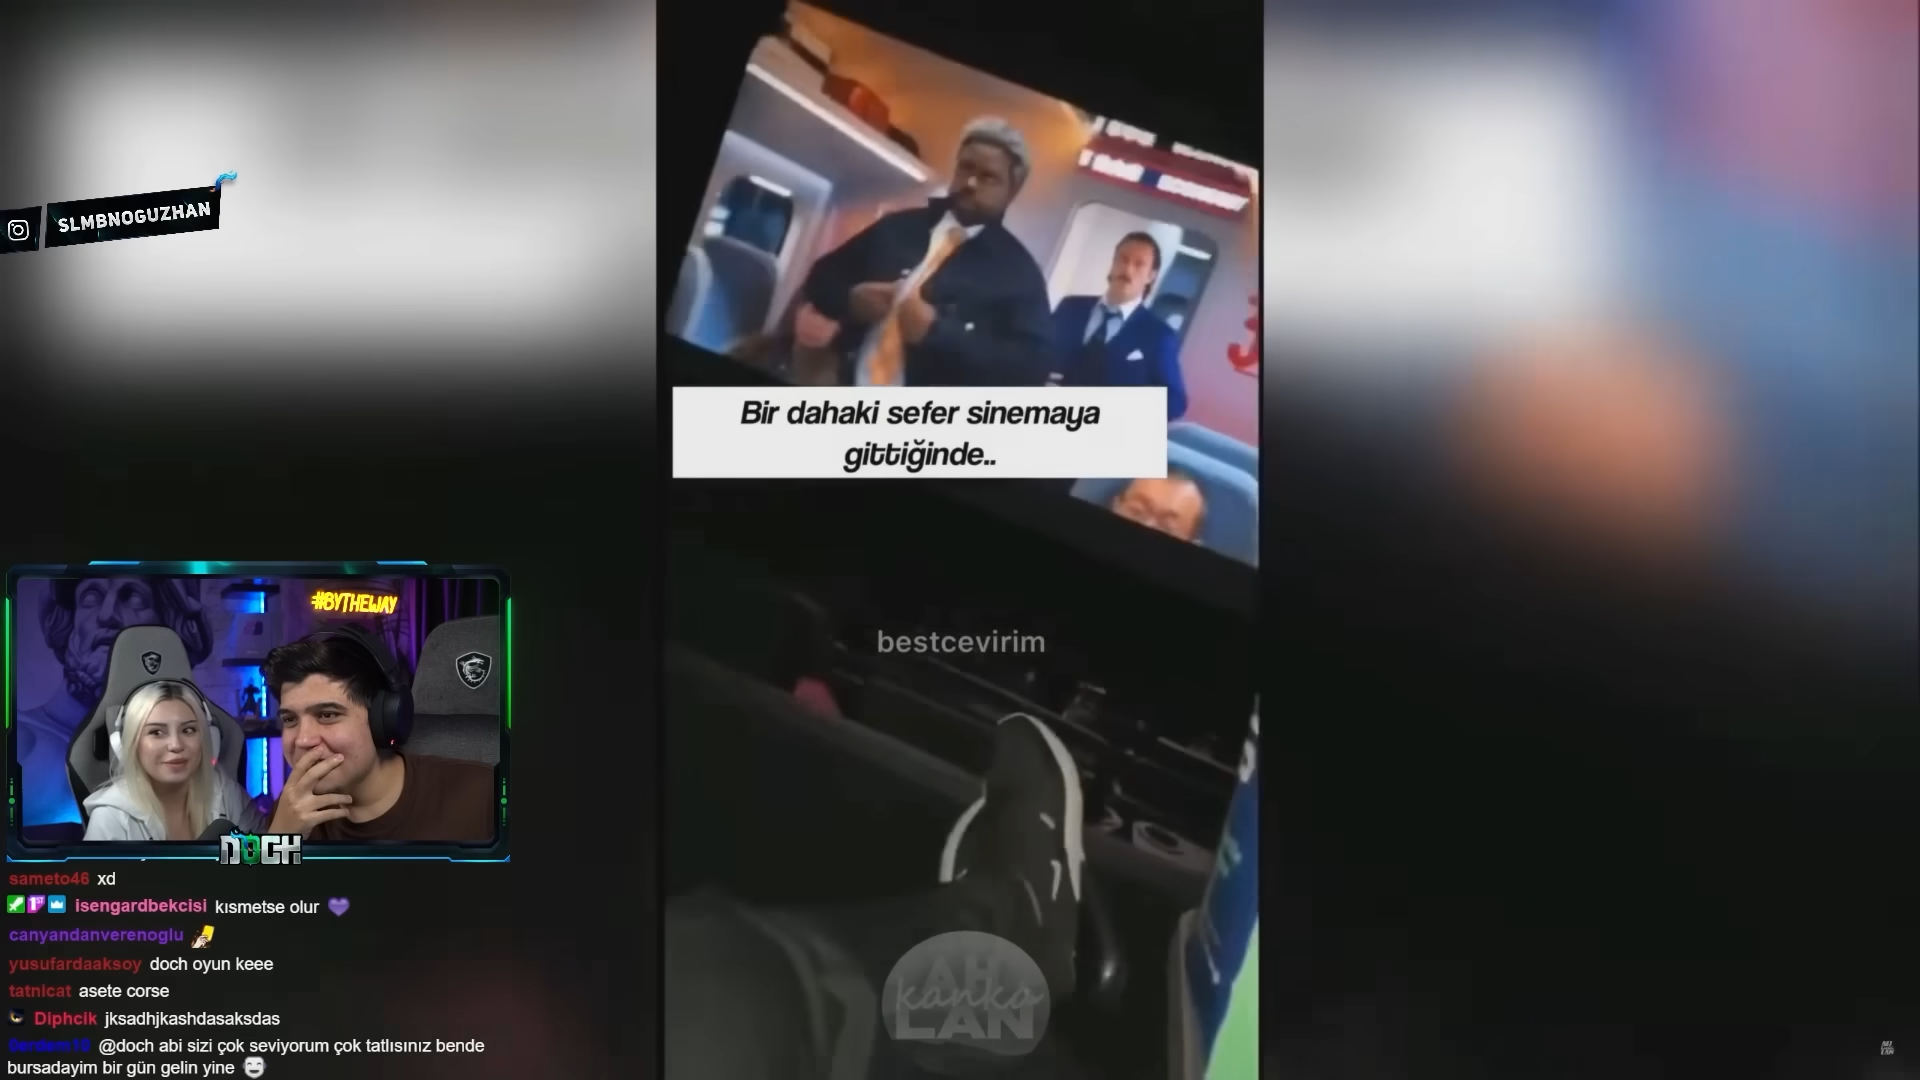 SLMBNOGUZHAN
Bir dahaki sefer sinemaya
gittiğinde..
bestcevirim
#BYTHEWAY
DOCH
AH
kanka
LAN
sameto46 xd
isengardbekcisi kısmetse olur
canyandanverenoglu
yusufardaaksoy doch oyun keee
tatnicat asete corse
Diphcik jksadhjkashdasaksdas
@doch abi sizi çok seviyorum çok tatlısınız bende
bursadayim bir gün gelin yine